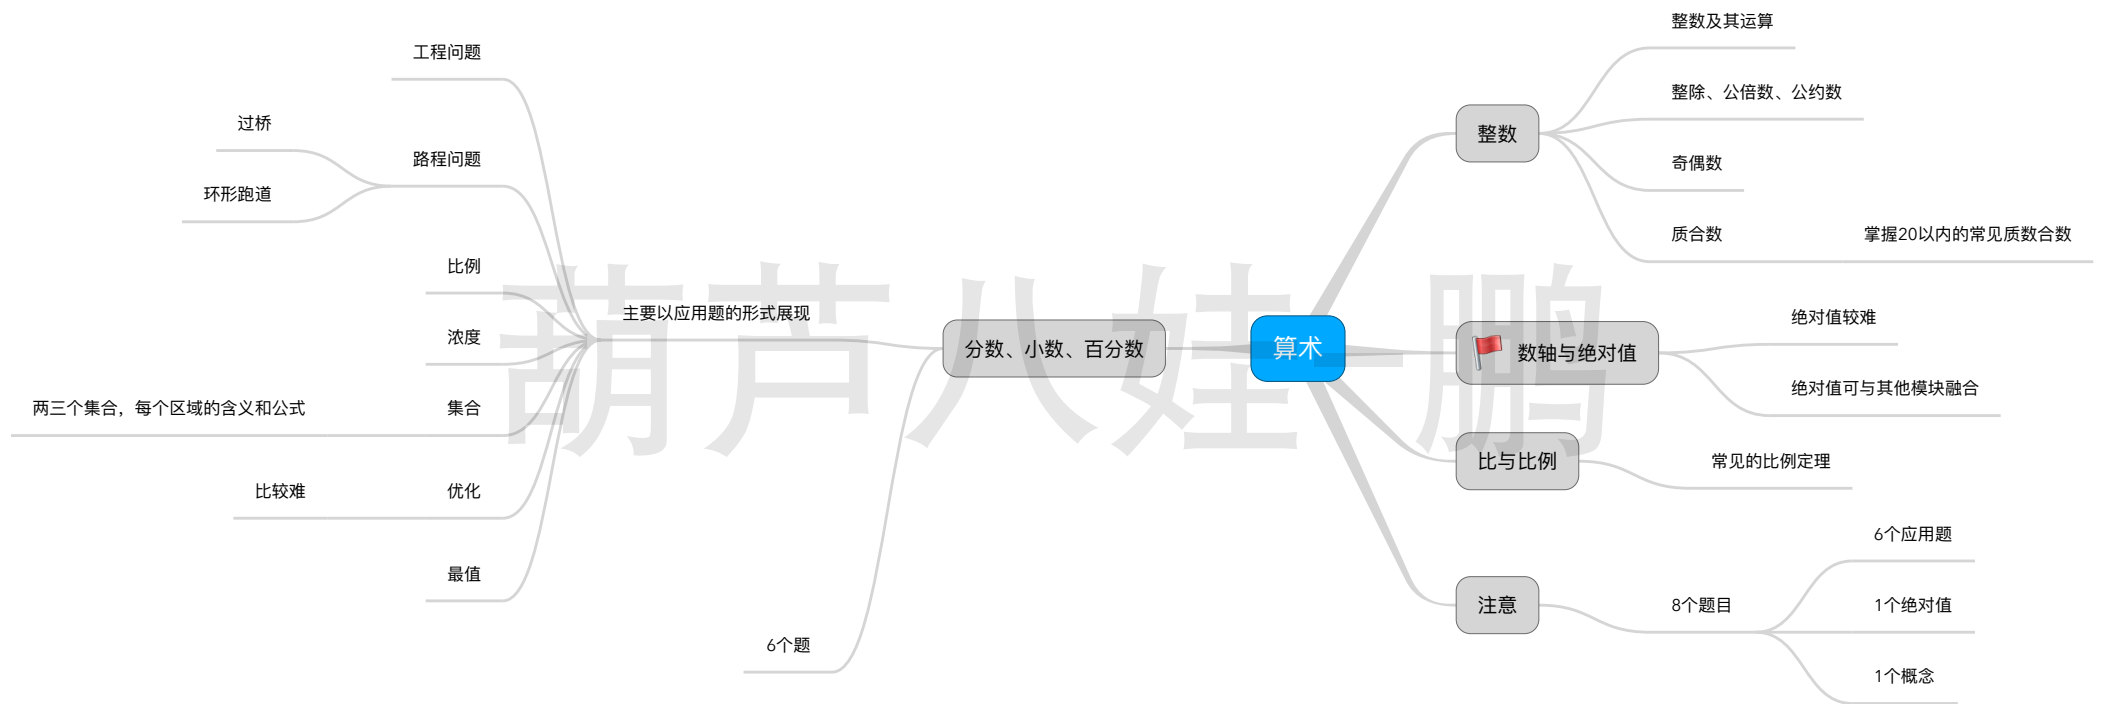 算术
整数
整数及其运算
整除、公倍数、公约数
奇偶数
质合数
掌握20以内的常见质数合数
数轴与绝对值
绝对值较难
绝对值可与其他模块融合
比与比例
常见的比例定理
注意
8个题目
6个应用题
1个绝对值
1个概念
分数、小数、百分数
主要以应用题的形式展现
工程问题
路程问题
过桥
环形跑道
比例
浓度
集合
两三个集合，每个区域的含义和公式
优化
比较难
最值
6个题
葫芦八娃—鹏